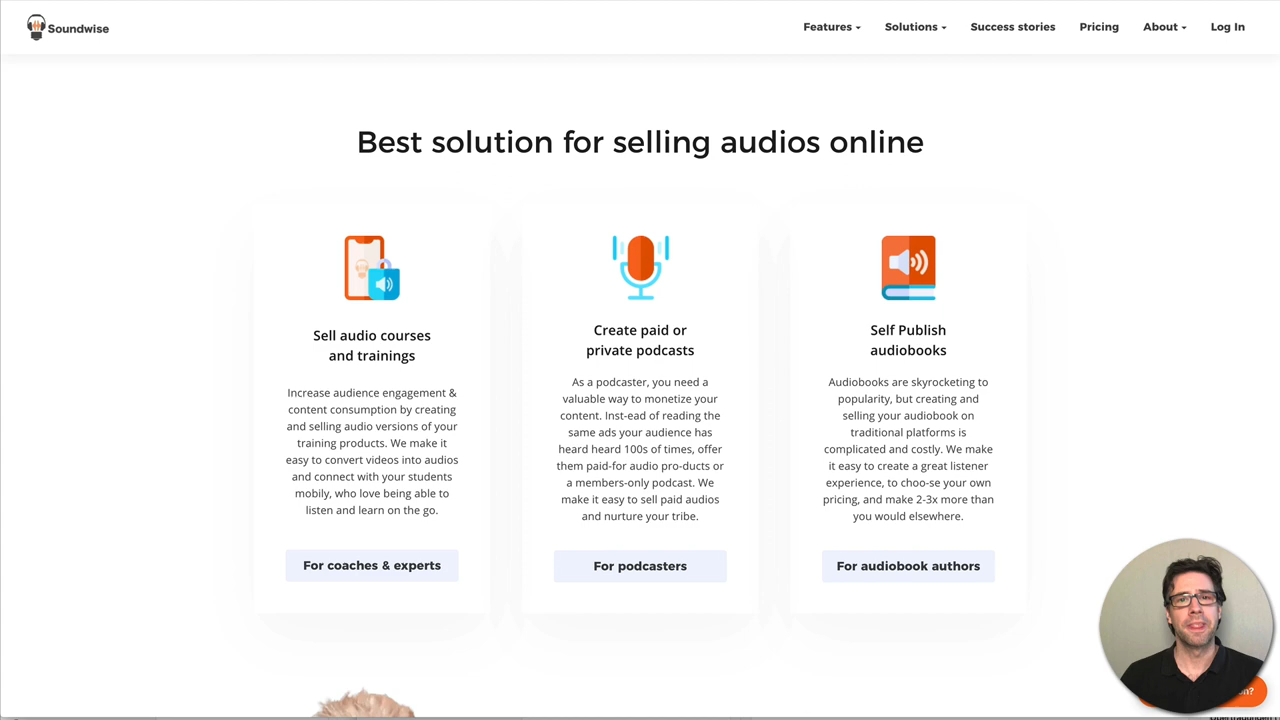 Soundwise
Features
Solutions
Success stories
Pricing
About
Log In
Best solution for selling audios online
Sell audio courses
and trainings
Increase audience engagement &
content consumption by creating
and selling audio versions of your
training products. We make it
easy to convert videos into audios
and connect with your students
mobily, who love being able to
listen and learn on the go.
For coaches & experts
Create paid or
private podcasts
As a podcaster, you need a
valuable way to monetize your
content. Inst-ead of reading the
same ads your audience has
heard heard 100s of times, offer
them paid-for audio pro-ducts or
a members-only podcast. We
make it easy to sell paid audios
and nurture your tribe.
For podcasters
Self Publish
audiobooks
Audiobooks are skyrocketing to
popularity, but creating and
selling your audiobook on
traditional platforms is
complicated and costly. We make
it easy to create a great listener
experience, to choo-se your own
pricing, and make 2-3x more than
you would elsewhere.
For audiobook authors